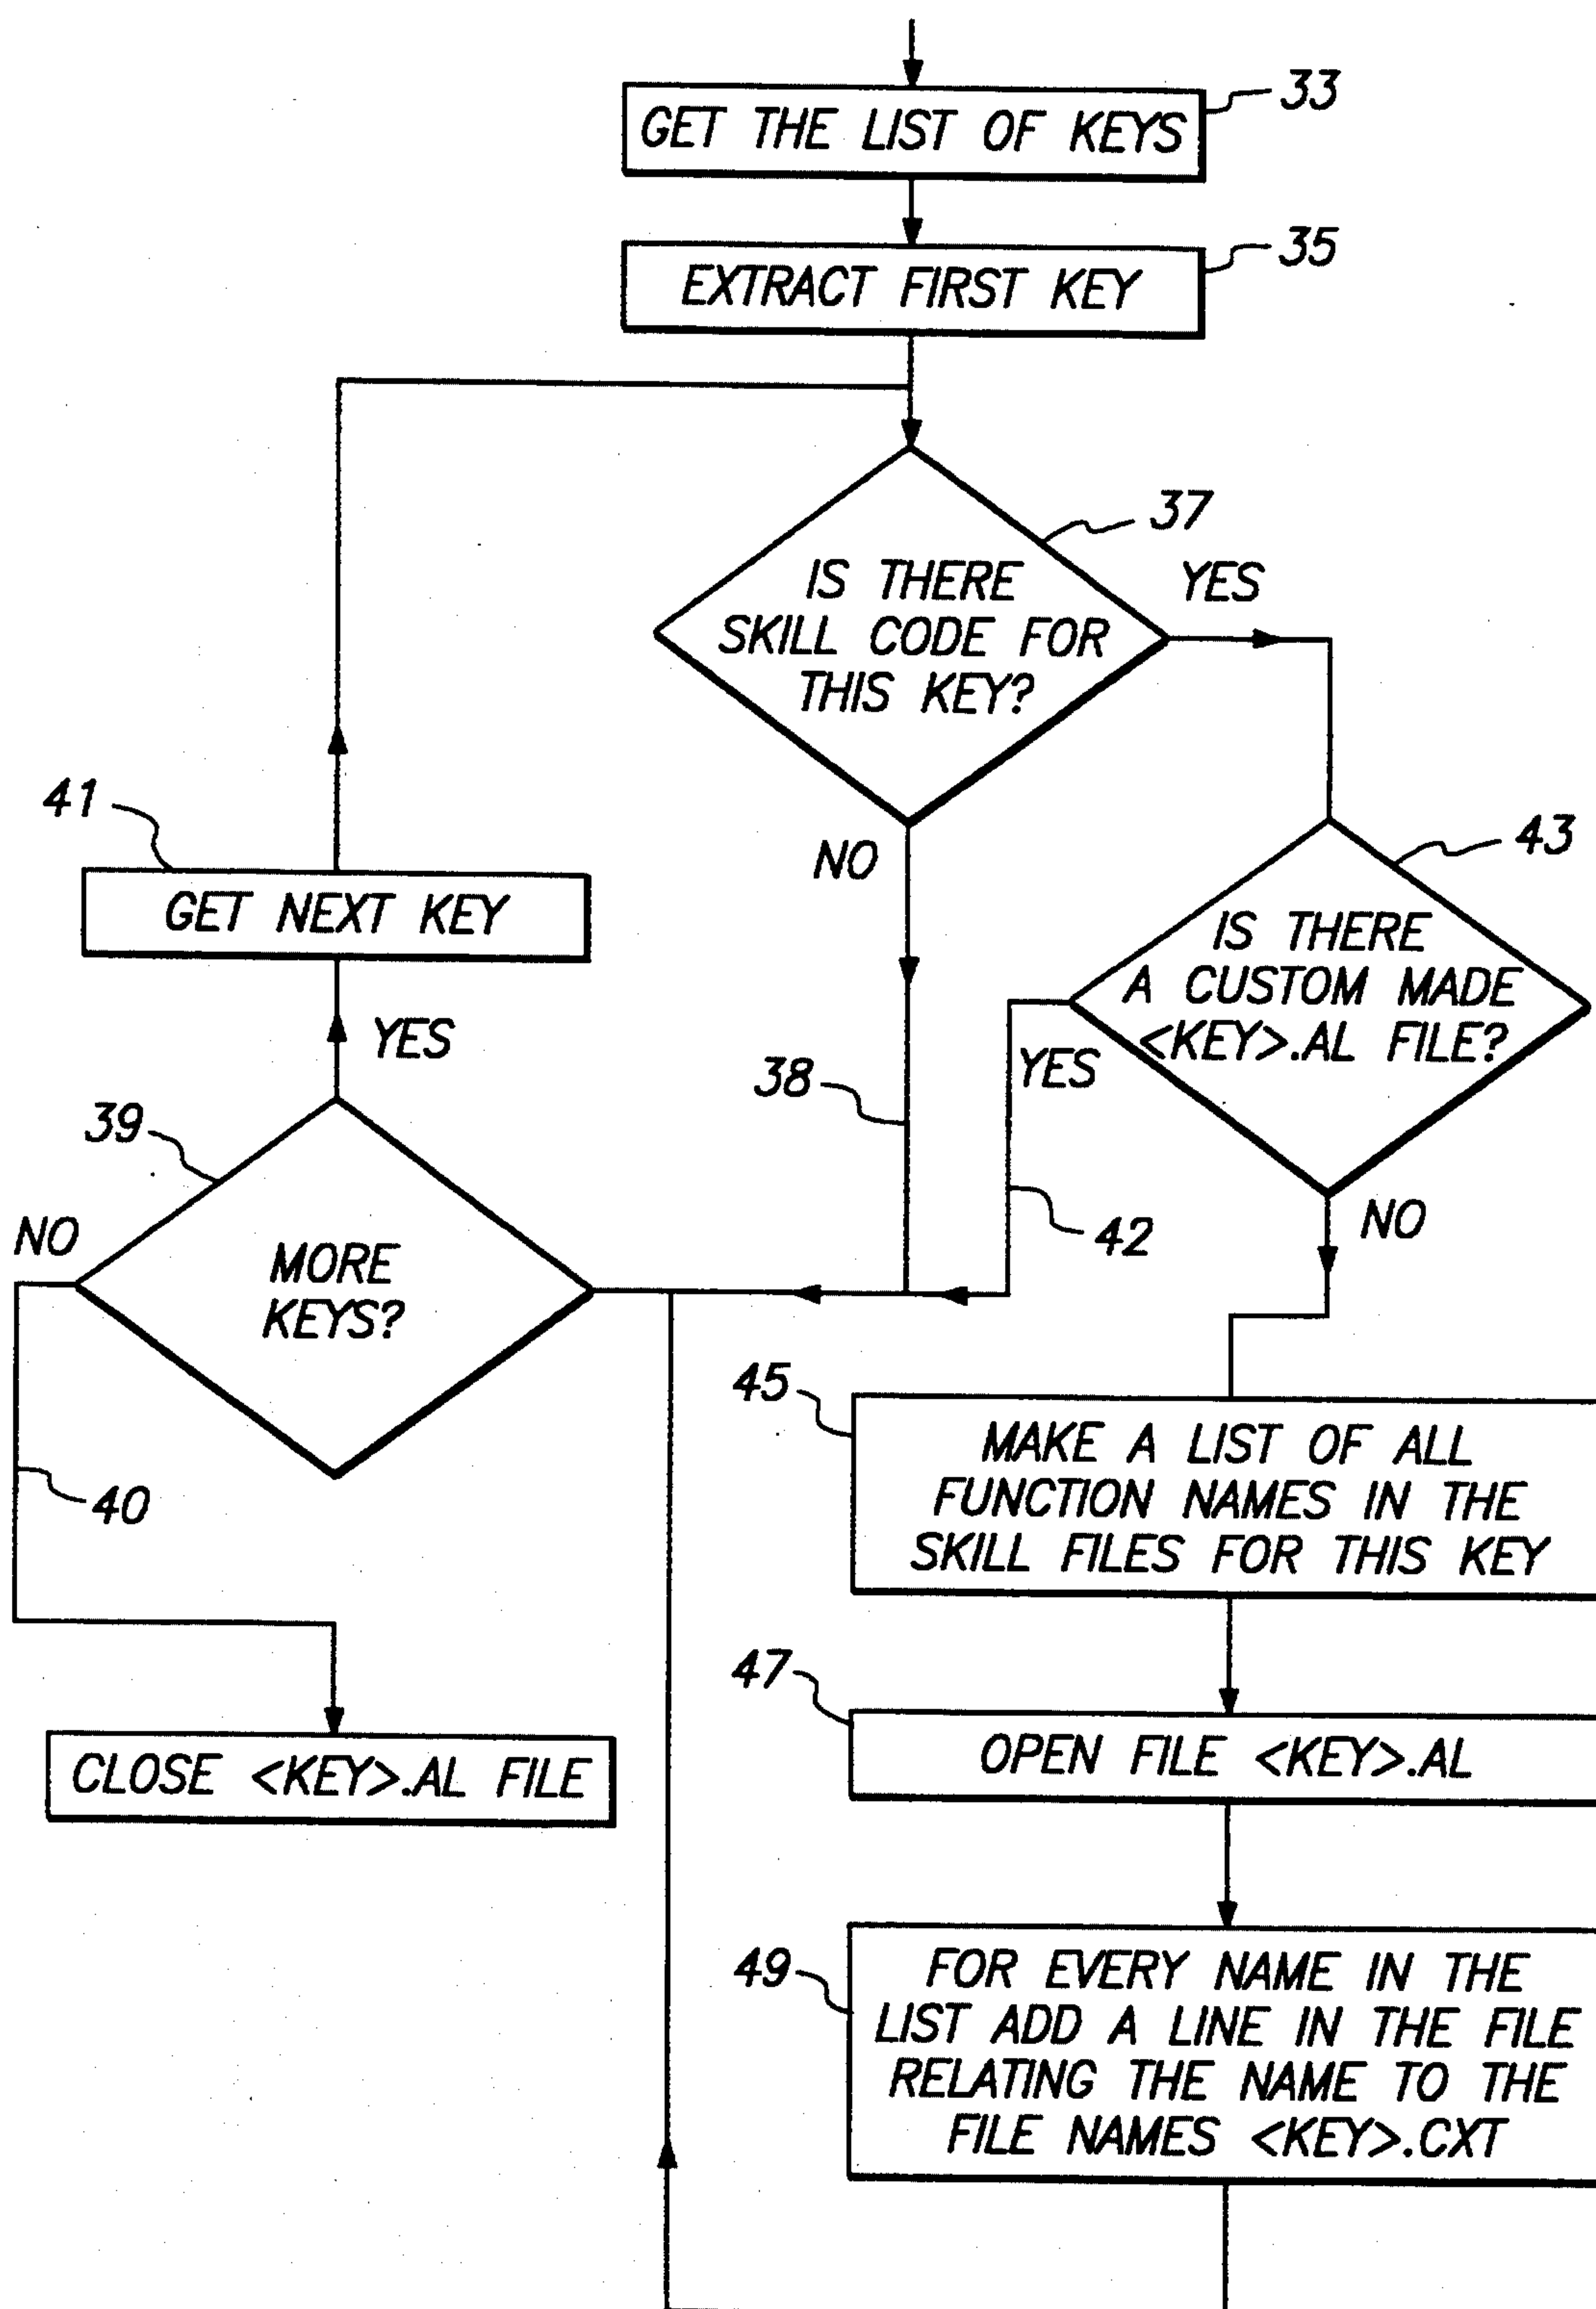 GET THE LIST OF KEYS
33
EXTRACT FIRST KEY
35
37
IS THERE
SKILL CODE FOR
THIS KEY?
YES
NO
41
GET NEXT KEY
43
IS THERE
A CUSTOM MADE
<KEY>.AL FILE?
YES
38
YES
42
NO
39
NO
MORE
KEYS?
40
CLOSE <KEY>.AL FILE
45
MAKE A LIST OF ALL
FUNCTION NAMES IN THE
SKILL FILES FOR THIS KEY
47
OPEN FILE <KEY>.AL
49
FOR EVERY NAME IN THE
LIST ADD A LINE IN THE FILE
RELATING THE NAME TO THE
FILE NAMES <KEY>.CXT